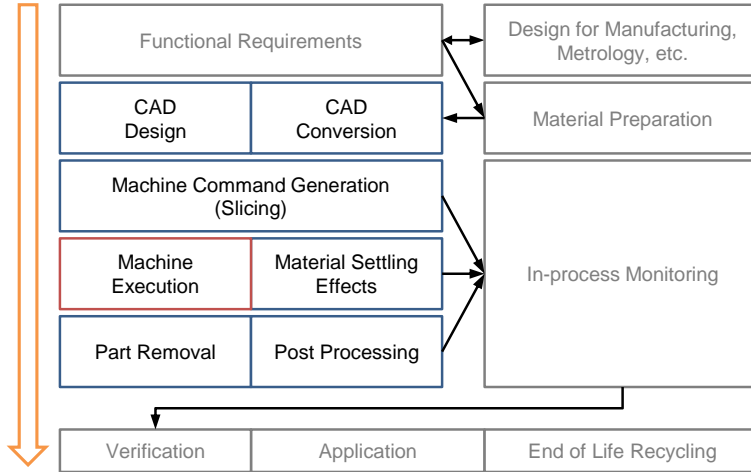 Functional Requirements
Design for Manufacturing,
Metrology, etc.
CAD
Design
CAD
Conversion
Material Preparation
Machine Command Generation
(Slicing)
Machine
Execution
Material Settling
Effects
In-process Monitoring
Part Removal
Post Processing
Verification
Application
End of Life Recycling